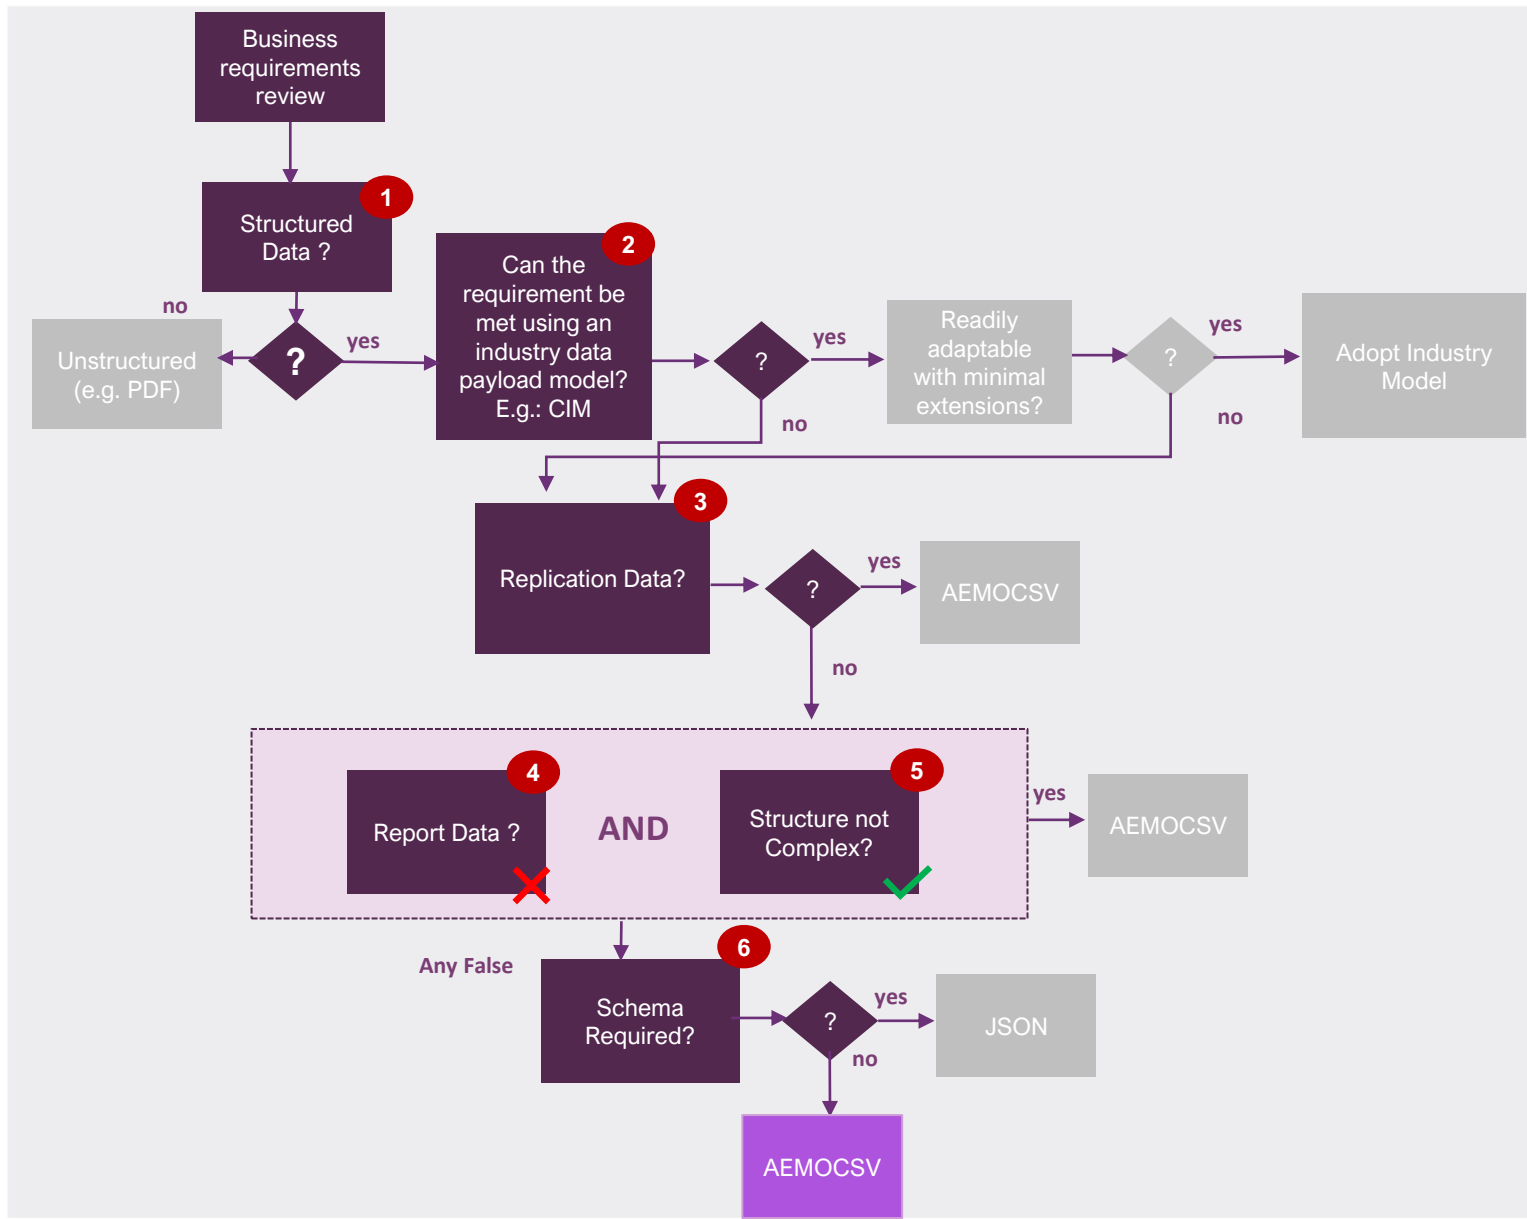 Business
requirements
review
1
Structured
Data ?
no
?
yes
Unstructured
(e.g. PDF)
2
Can the
requirement be
met using an
industry data
payload model?
E.g.: CIM
?
yes
no
Readily
adaptable
with minimal
extensions?
?
yes
no
Adopt Industry
Model
3
Replication Data?
?
yes
no
AEMOCSV
4
Report Data ?
AND
5
Structure not
Complex?
yes
AEMOCSV
Any False
6
Schema
Required?
?
yes
no
JSON
AEMOCSV